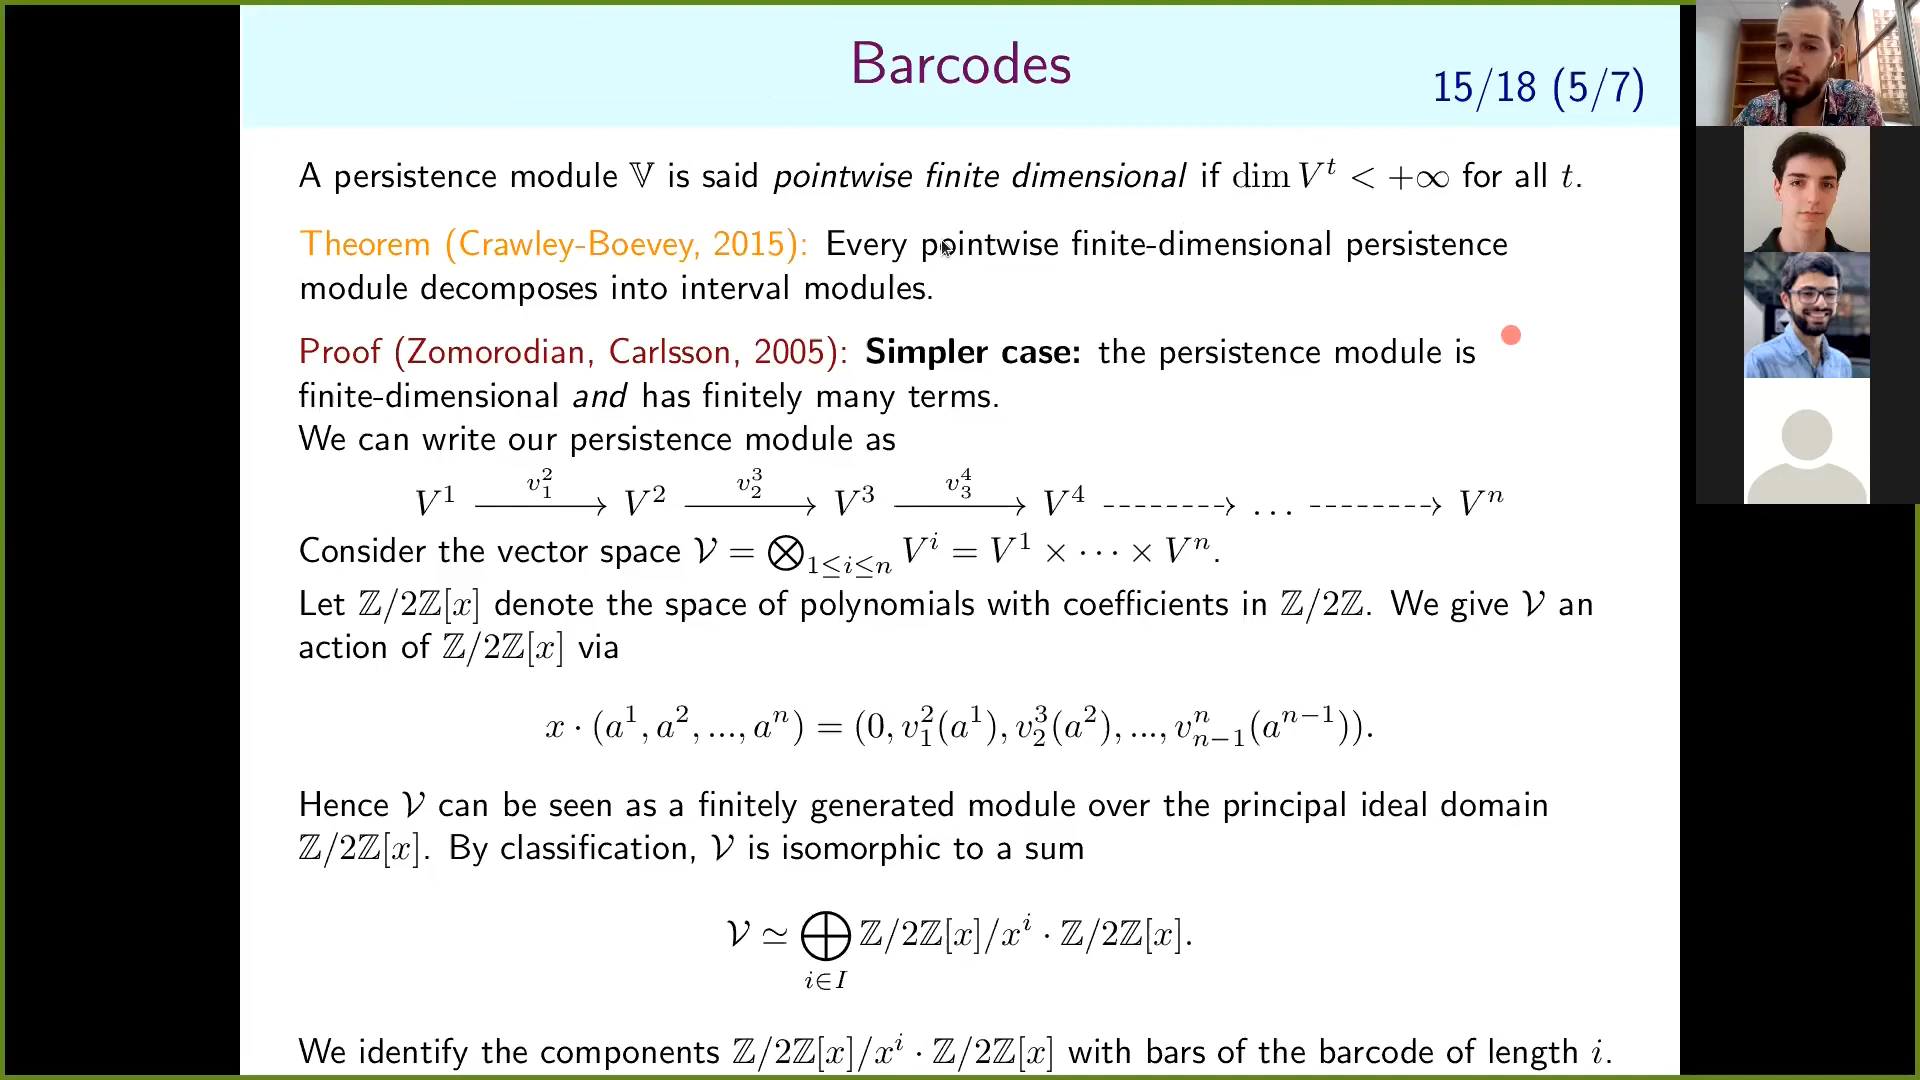 Barcodes
15/18 (5/7)
A persistence module 𝕍 is said pointwise finite dimensional if dim V^t < +∞ for all t.
Theorem (Crawley-Boevey, 2015): Every pointwise finite-dimensional persistence
module decomposes into interval modules.
Proof (Zomorodian, Carlsson, 2005): Simpler case: the persistence module is
finite-dimensional and has finitely many terms.
We can write our persistence module as
V^1 →^{v_1^2} V^2 →^{v_2^3} V^3 →^{v_3^4} V^4 ⇢ … ⇢ V^n
Consider the vector space 𝒱 = ⨂_{1≤i≤n} V^i = V^1 × ⋯ × V^n.
Let ℤ/2ℤ[x] denote the space of polynomials with coefficients in ℤ/2ℤ. We give 𝒱 an
action of ℤ/2ℤ[x] via
x · (a^1, a^2, ..., a^n) = (0, v_1^2(a^1), v_2^3(a^2), ..., v_{n−1}^n(a^{n−1})).
Hence 𝒱 can be seen as a finitely generated module over the principal ideal domain
ℤ/2ℤ[x]. By classification, 𝒱 is isomorphic to a sum
𝒱 ≃ ⨁_{i∈I} ℤ/2ℤ[x]/x^i · ℤ/2ℤ[x].
We identify the components ℤ/2ℤ[x]/x^i · ℤ/2ℤ[x] with bars of the barcode of length i.